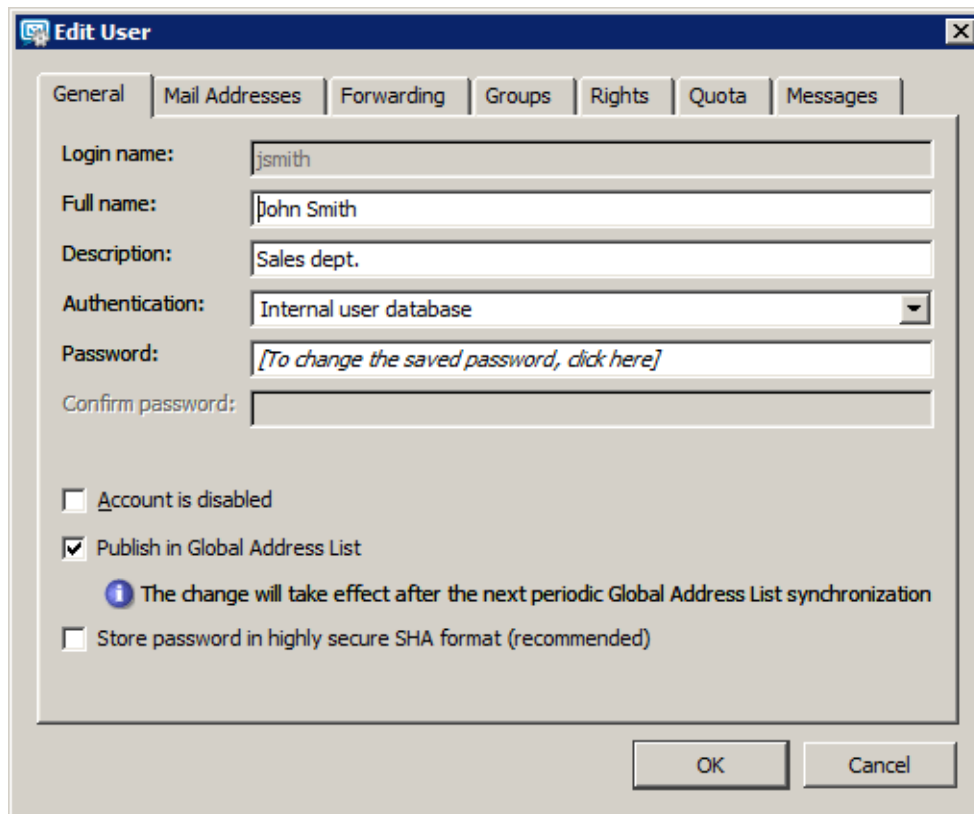 Edit User
General Mail Addresses Forwarding Groups Rights Quota Messages
Login name: jsmith
Full name: John Smith
Description: Sales dept.
Authentication: Internal user database
Password: [To change the saved password, click here]
Confirm password:
Account is disabled
Publish in Global Address List
The change will take effect after the next periodic Global Address List synchronization
Store password in highly secure SHA format (recommended)
OK Cancel